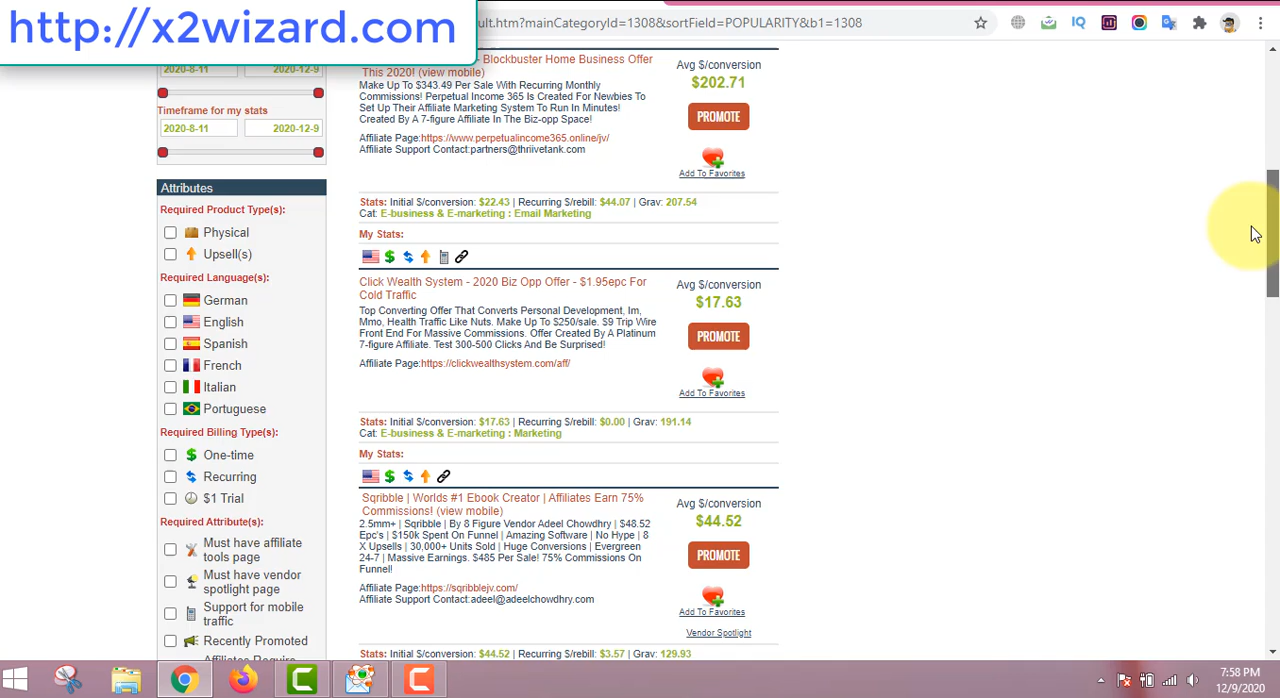 http://x2wizard.com
ult.htm?mainCategoryId=1308&sortField=POPULARITY&b1=1308
2020-8-11 2020-12-9
Timeframe for my stats
2020-8-11 2020-12-9
Attributes
Required Product Type(s):
Physical
Upsell(s)
Required Language(s):
German
English
Spanish
French
Italian
Portuguese
Required Billing Type(s):
One-time
Recurring
$1 Trial
Required Attribute(s):
Must have affiliate
tools page
Must have vendor
spotlight page
Support for mobile
traffic
Recently Promoted
Affiliates Require
- Blockbuster Home Business Offer
This 2020! (view mobile)
Make Up To $343.49 Per Sale With Recurring Monthly
Commissions! Perpetual Income 365 Is Created For Newbies To
Set Up Their Affiliate Marketing System To Run In Minutes!
Created By A 7-figure Affiliate In The Biz-opp Space!
Affiliate Page:https://www.perpetualincome365.online/jv/
Affiliate Support Contact:partners@thriivetank.com
Avg $/conversion
$202.71
PROMOTE
Add To Favorites
Stats: Initial $/conversion: $22.43 | Recurring $/rebill: $44.07 | Grav: 207.54
Cat: E-business & E-marketing : Email Marketing
My Stats:
Click Wealth System - 2020 Biz Opp Offer - $1.95epc For
Cold Traffic
Top Converting Offer That Converts Personal Development, Im,
Mmo, Health Traffic Like Nuts. Make Up To $250/sale. $9 Trip Wire
Front End For Massive Commissions. Offer Created By A Platinum
7-figure Affiliate. Test 300-500 Clicks And Be Surprised!
Affiliate Page:https://clickwealthsystem.com/aff/
Avg $/conversion
$17.63
PROMOTE
Add To Favorites
Stats: Initial $/conversion: $17.63 | Recurring $/rebill: $0.00 | Grav: 191.14
Cat: E-business & E-marketing : Marketing
My Stats:
Sqribble | Worlds #1 Ebook Creator | Affiliates Earn 75%
Commissions! (view mobile)
2.5mm+ | Sqribble | By 8 Figure Vendor Adeel Chowdhry | $48.52
Epc's | $150k Spent On Funnel | Amazing Software | No Hype | 8
X Upsells | 30,000+ Units Sold | Huge Conversions | Evergreen
24-7 | Massive Earnings. $485 Per Sale! 75% Commissions On
Funnel!
Affiliate Page:https://sqribblejv.com/
Affiliate Support Contact:adeel@adeelchowdhry.com
Avg $/conversion
$44.52
PROMOTE
Add To Favorites
Vendor Spotlight
Stats: Initial $/conversion: $44.52 | Recurring $/rebill: $3.57 | Grav: 129.93
7:58 PM
12/9/2020